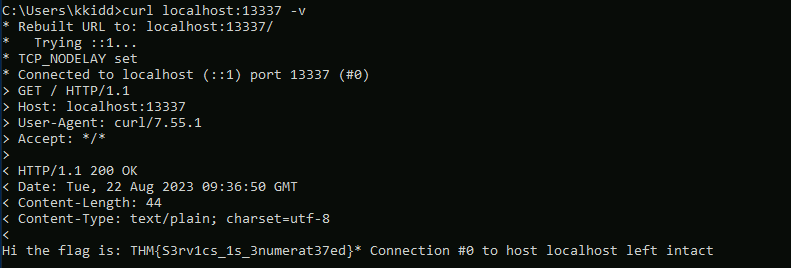 C:\Users\kkidd>curl localhost:13337 -v
* Rebuilt URL to: localhost:13337/
*   Trying ::1...
* TCP_NODELAY set
* Connected to localhost (::1) port 13337 (#0)
> GET / HTTP/1.1
> Host: localhost:13337
> User-Agent: curl/7.55.1
> Accept: */*
>
< HTTP/1.1 200 OK
< Date: Tue, 22 Aug 2023 09:36:50 GMT
< Content-Length: 44
< Content-Type: text/plain; charset=utf-8
<
Hi the flag is: THM{S3rv1cs_1s_3numerat37ed}* Connection #0 to host localhost left intact